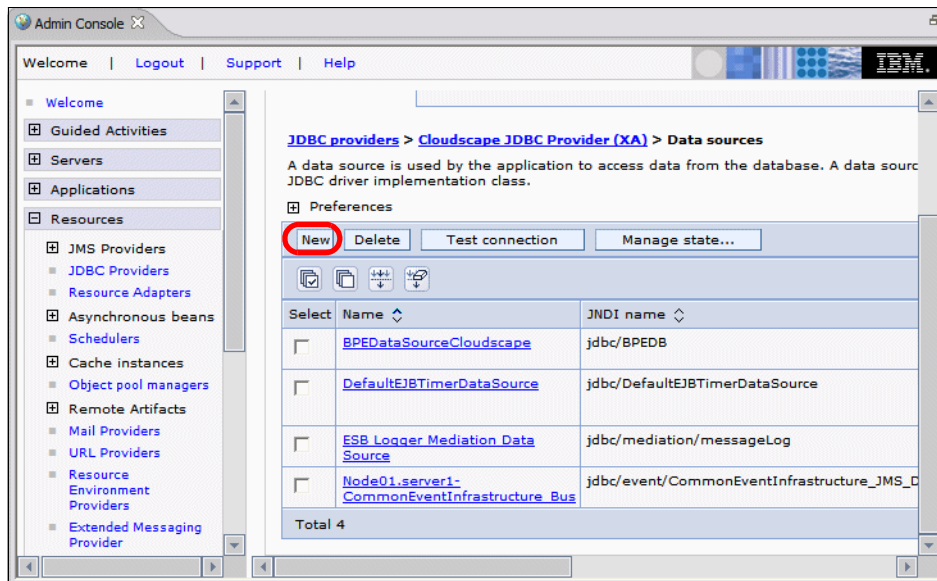 Admin Console
Welcome | Logout | Support | Help
IBM.
Welcome
Guided Activities
Servers
Applications
Resources
JMS Providers
JDBC Providers
Resource Adapters
Asynchronous beans
Schedulers
Cache instances
Object pool managers
Remote Artifacts
Mail Providers
URL Providers
Resource
Environment
Providers
Extended Messaging
Provider
JDBC providers > Cloudscape JDBC Provider (XA) > Data sources
A data source is used by the application to access data from the database. A data sourc
JDBC driver implementation class.
Preferences
New Delete Test connection Manage state...
Select Name JNDI name
BPEDataSourceCloudscape jdbc/BPEDB
DefaultEJBTimerDataSource jdbc/DefaultEJBTimerDataSource
ESB Logger Mediation Data jdbc/mediation/messageLog
Source
Node01.server1- jdbc/event/CommonEventInfrastructure_JMS_D
CommonEventInfrastructure_Bus
Total 4